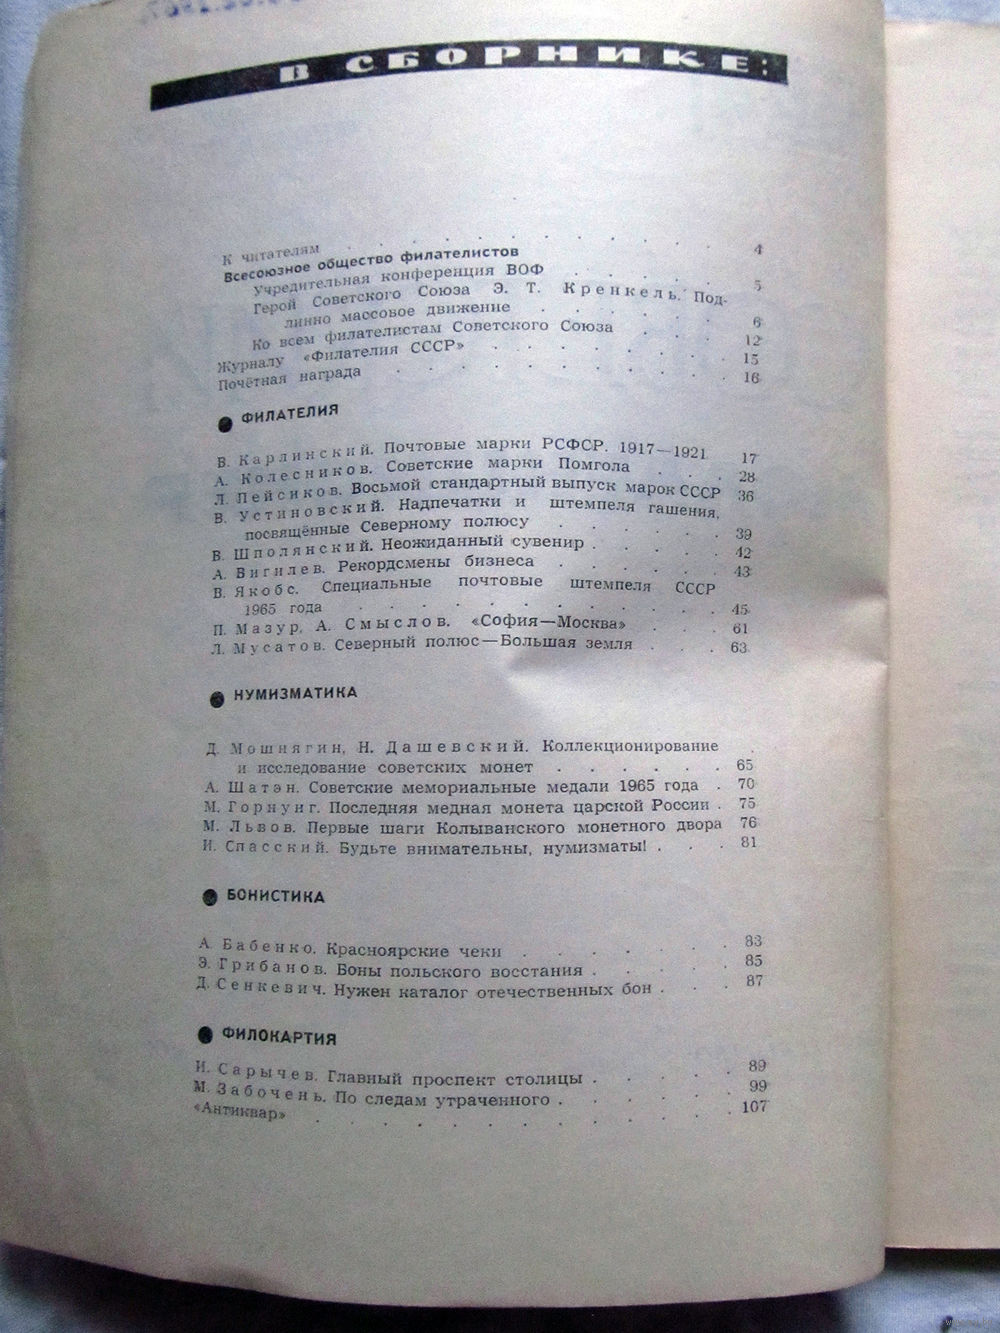 В СБОРНИКЕ:
К читателям . . . . . . . . . . . 4
Всесоюзное общество филателистов
Учредительная конференция ВОФ . . . . . 5
Герой Советского Союза Э. Т. Кренкель. Под-
линно массовое движение . . . . . . 6
Ко всем филателистам Советского Союза . . . 12
Журналу «Филателия СССР» . . . . . . . 15
Почётная награда . . . . . . . . . . 16
ФИЛАТЕЛИЯ
В. Карлинский. Почтовые марки РСФСР. 1917—1921 17
А. Колесников. Советские марки Помгола . . . 28
Л. Пейсиков. Восьмой стандартный выпуск марок СССР 36
В. Устиновский. Надпечатки и штемпеля гашения,
посвящённые Северному полюсу . . . . . 39
В. Шполянский. Неожиданный сувенир . . . . 42
А. Вигилев. Рекордсмены бизнеса . . . . . . 43
В. Якобс. Специальные почтовые штемпеля СССР
1965 года . . . . . . . . . . . 45
П. Мазур, А. Смыслов. «София—Москва» . . . 61
Л. Мусатов. Северный полюс—Большая земля . . . 63
НУМИЗМАТИКА
Д. Мошнягин, Н. Дашевский. Коллекционирование
и исследование советских монет . . . . . . 65
А. Шатэн. Советские мемориальные медали 1965 года . 70
М. Горнунг. Последняя медная монета царской России . 75
М. Львов. Первые шаги Колыванского монетного двора 76
И. Спасский. Будьте внимательны, нумизматы! . . . 81
БОНИСТИКА
А. Бабенко. Красноярские чеки . . . . . . 83
Э. Грибанов. Боны польского восстания . . . . . 85
Д. Сенкевич. Нужен каталог отечественных бон . . . 87
ФИЛОКАРТИЯ
И. Сарычев. Главный проспект столицы . . . . . 89
М. Забочень. По следам утраченного . . . . . . 99
«Антиквар» . . . . . . . . . . . 107